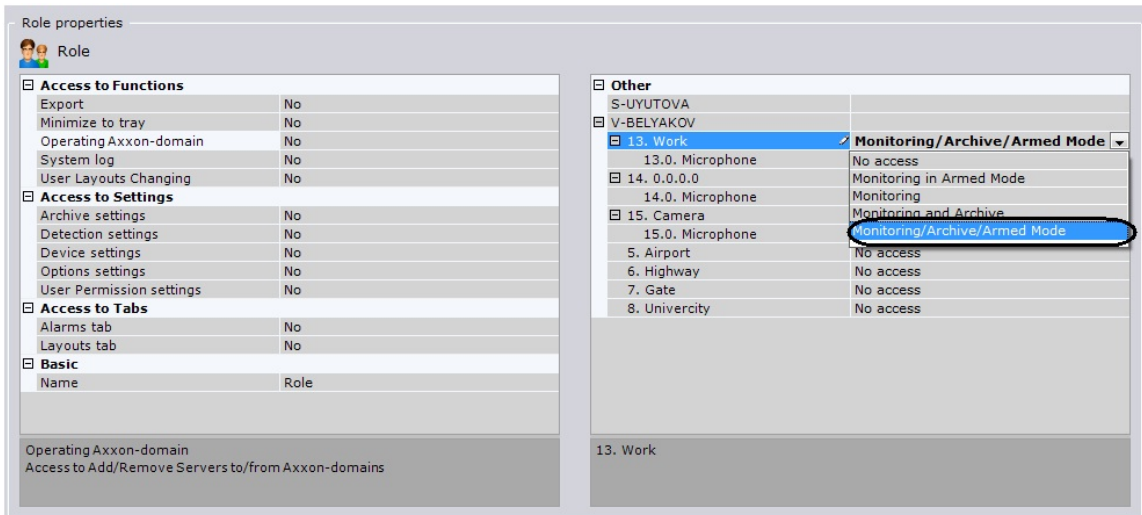 Role properties
Role
Access to Functions
Export No
Minimize to tray No
Operating Axxon-domain No
System log No
User Layouts Changing No
Access to Settings
Archive settings No
Detection settings No
Device settings No
Options settings No
User Permission settings No
Access to Tabs
Alarms tab No
Layouts tab No
Basic
Name Role
Operating Axxon-domain
Access to Add/Remove Servers to/from Axxon-domains
Other
S-UYUTOVA
V-BELYAKOV
13. Work Monitoring/Archive/Armed Mode
13.0. Microphone No access
14. 0.0.0.0 Monitoring in Armed Mode
14.0. Microphone Monitoring
15. Camera Monitoring and Archive
15.0. Microphone Monitoring/Archive/Armed Mode
5. Airport No access
6. Highway No access
7. Gate No access
8. Univercity No access
13. Work